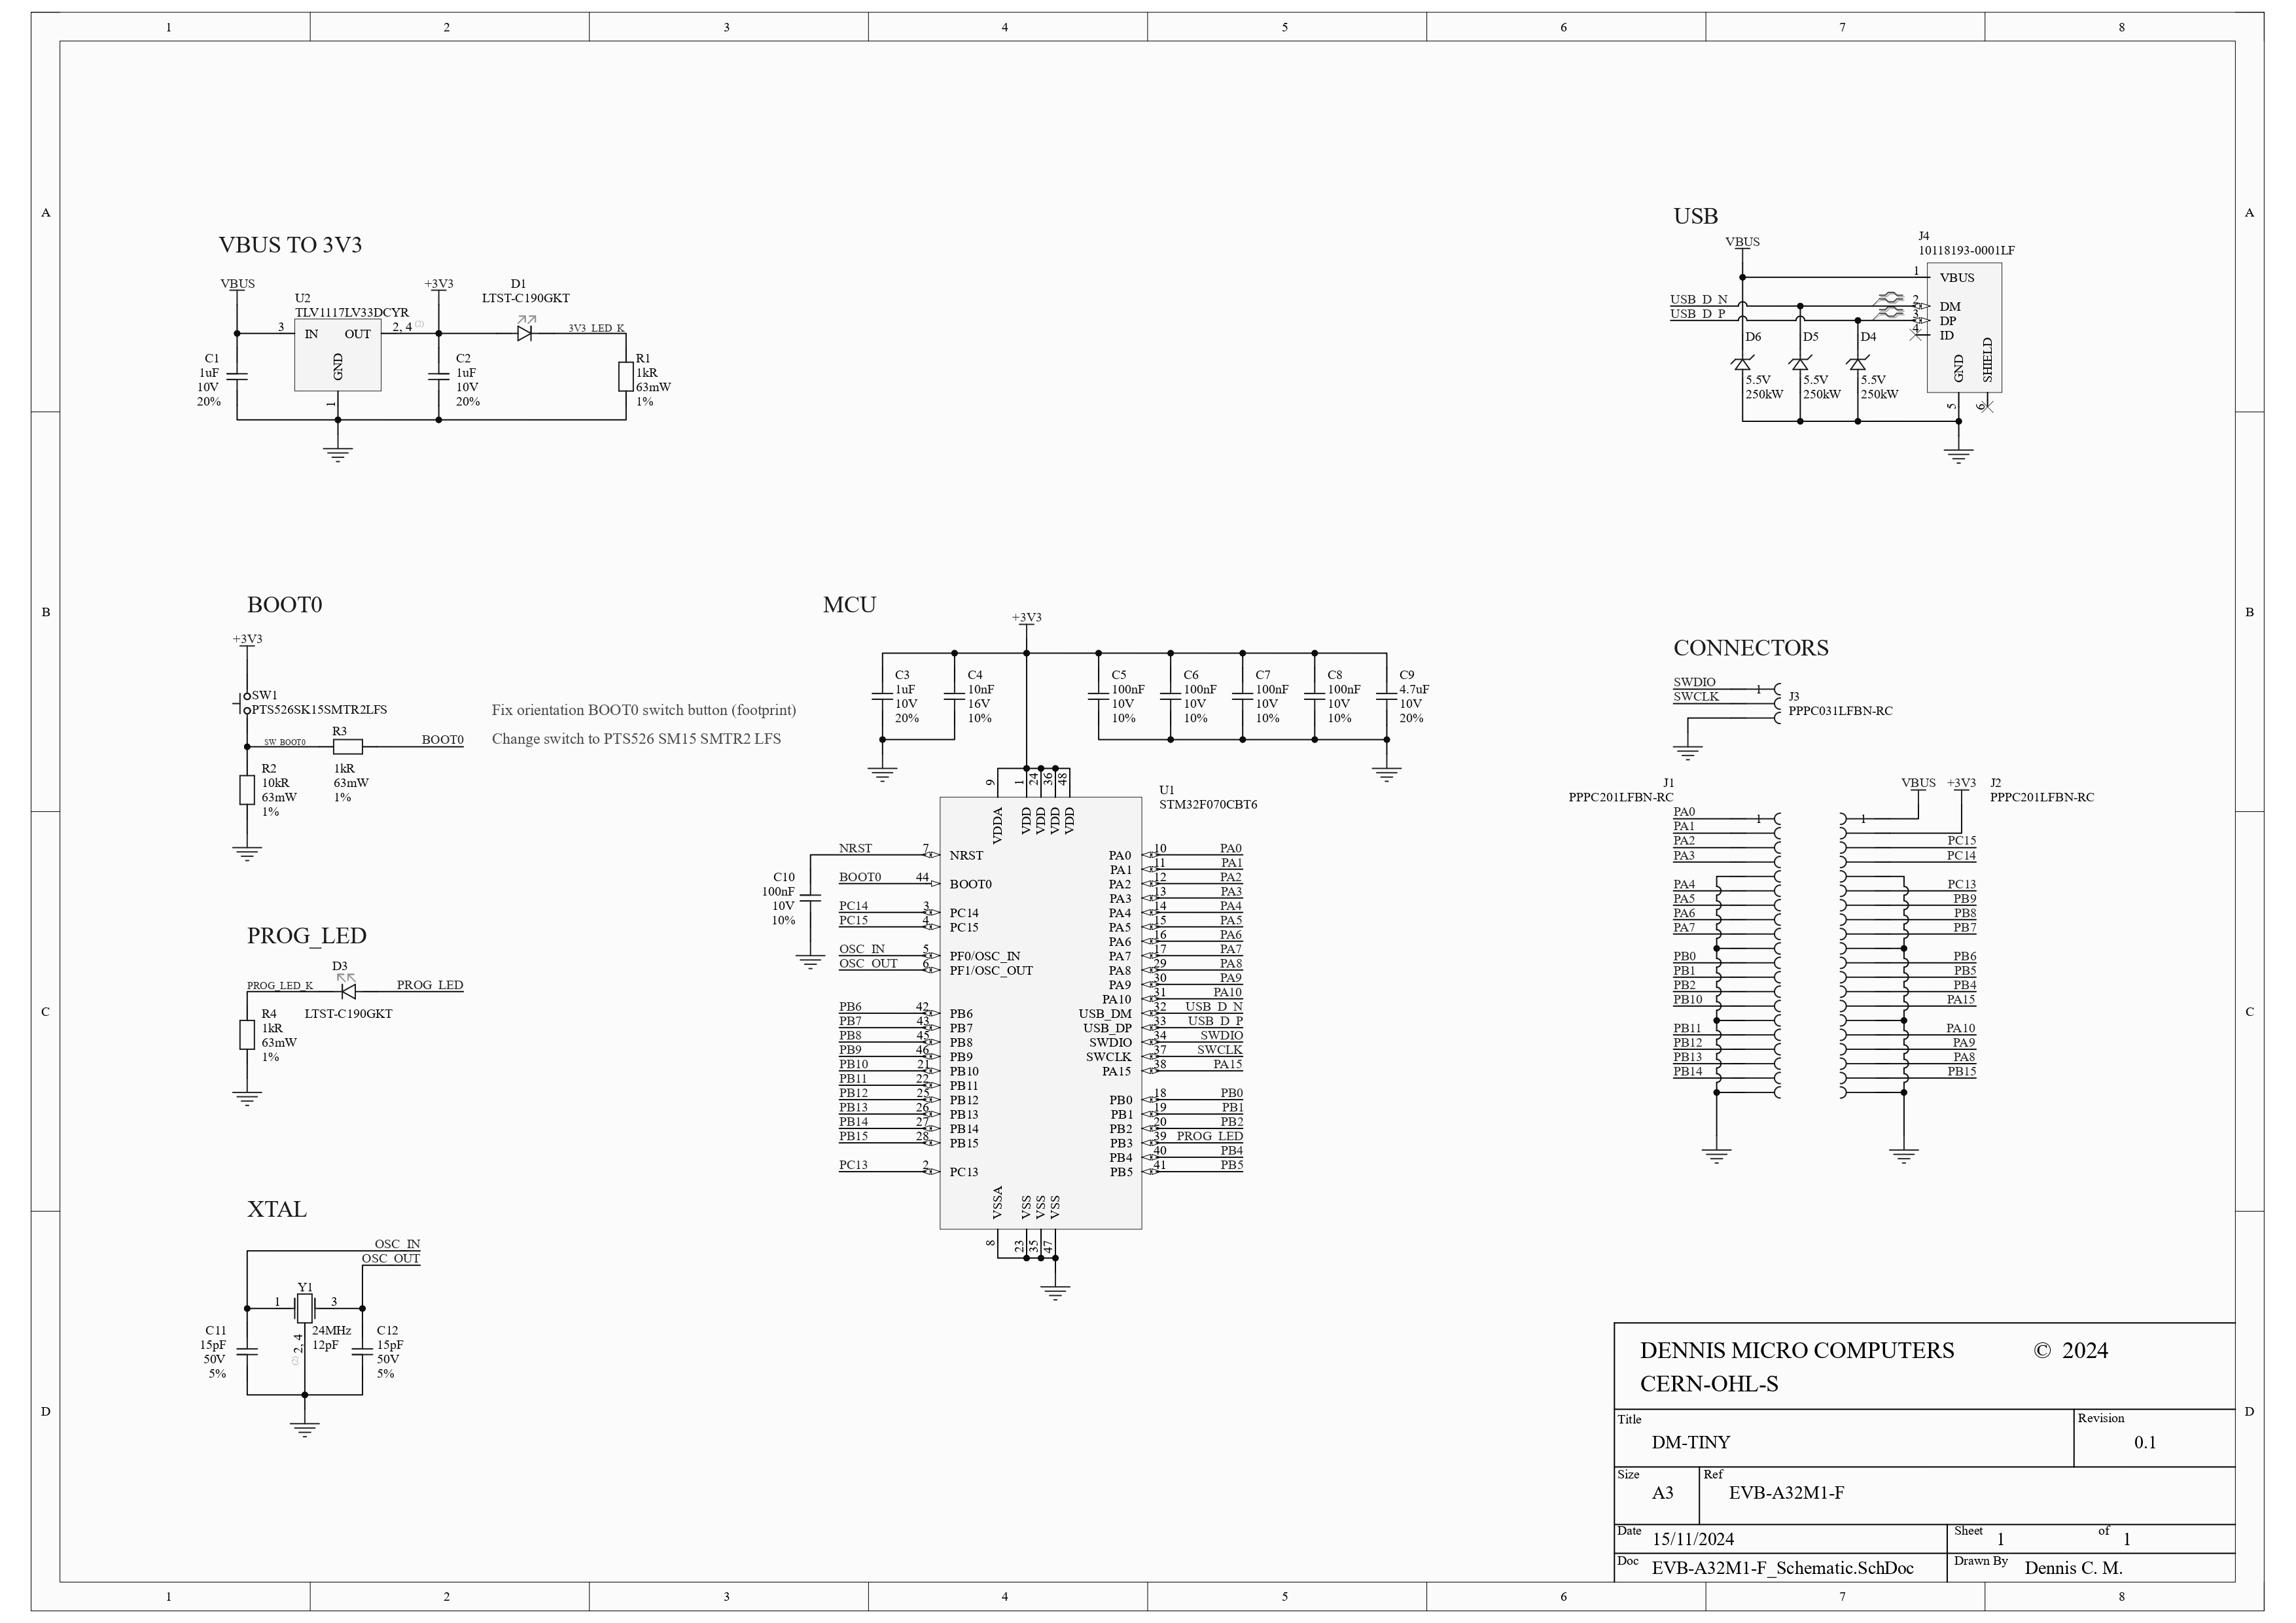 1 2 3 4 5 6 7 8
A
A
VBUS TO 3V3
VBUS
U2
TLV1117LV33DCYR
3
IN
OUT
GND
1
2, 4
(2)
+3V3
D1
LTST-C190GKT
3V3_LED_K
C1
1uF
10V
20%
C2
1uF
10V
20%
R1
1kR
63mW
1%
USB
VBUS
J4
10118193-0001LF
1
VBUS
USB_D_N
2
DM
USB_D_P
3
DP
4
ID
GND
SHIELD
5
6
D6
5.5V
250kW
D5
5.5V
250kW
D4
5.5V
250kW
B
B
BOOT0
+3V3
SW1
PTS526SK15SMTR2LFS
SW_BOOT0
R3
1kR
63mW
1%
BOOT0
R2
10kR
63mW
1%
Fix orientation BOOT0 switch button (footprint)
Change switch to PTS526 SM15 SMTR2 LFS
MCU
+3V3
C3
1uF
10V
20%
C4
10nF
16V
10%
C5
100nF
10V
10%
C6
100nF
10V
10%
C7
100nF
10V
10%
C8
100nF
10V
10%
C9
4.7uF
10V
20%
U1
STM32F070CBT6
9 1 24 36 48
VDDA VDD VDD VDD VDD
C10
100nF
10V
10%
NRST 7 NRST
BOOT0 44 BOOT0
PC14 3 PC14
PC15 4 PC15
OSC_IN 5 PF0/OSC_IN
OSC_OUT 6 PF1/OSC_OUT
PB6 42 PB6
PB7 43 PB7
PB8 45 PB8
PB9 46 PB9
PB10 21 PB10
PB11 22 PB11
PB12 25 PB12
PB13 26 PB13
PB14 27 PB14
PB15 28 PB15
PC13 2 PC13
PA0 10 PA0
PA1 11 PA1
PA2 12 PA2
PA3 13 PA3
PA4 14 PA4
PA5 15 PA5
PA6 16 PA6
PA7 17 PA7
PA8 29 PA8
PA9 30 PA9
PA10 31 PA10
USB_DM 32 USB_D_N
USB_DP 33 USB_D_P
SWDIO 34 SWDIO
SWCLK 37 SWCLK
PA15 38 PA15
PB0 18 PB0
PB1 19 PB1
PB2 20 PB2
PB3 39 PROG_LED
PB4 40 PB4
PB5 41 PB5
VSSA VSS VSS VSS
8 23 35 47
CONNECTORS
SWDIO
SWCLK
1
J3
PPPC031LFBN-RC
J1
PPPC201LFBN-RC
PA0
1
PA1
PA2
PA3
PA4
PA5
PA6
PA7
PB0
PB1
PB2
PB10
PB11
PB12
PB13
PB14
VBUS
+3V3
J2
PPPC201LFBN-RC
1
PC15
PC14
PC13
PB9
PB8
PB7
PB6
PB5
PB4
PA15
PA10
PA9
PA8
PB15
C
C
PROG_LED
D3
PROG_LED_K
PROG_LED
LTST-C190GKT
R4
1kR
63mW
1%
XTAL
OSC_IN
OSC_OUT
Y1
1
3
24MHz
12pF
2, 4
(2)
C11
15pF
50V
5%
C12
15pF
50V
5%
D
D
DENNIS MICRO COMPUTERS © 2024
CERN-OHL-S
Title
DM-TINY
Revision
0.1
Size
A3
Ref
EVB-A32M1-F
Date
15/11/2024
Sheet 1 of 1
Doc
EVB-A32M1-F_Schematic.SchDoc
Drawn By
Dennis C. M.
1 2 3 4 5 6 7 8